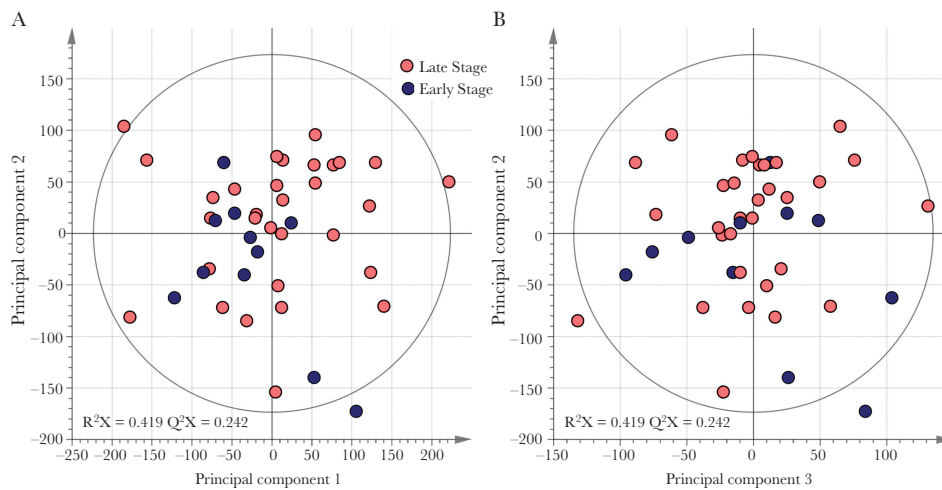 A
Principal component 2
150
100
50
0
−50
−100
−150
−200
−250 −200 −150 −100 −50 0 50 100 150 200
Principal component 1
Late Stage
Early Stage
R²X = 0.419 Q²X = 0.242
B
Principal component 2
150
100
50
0
−50
−100
−150
−200
−150 −100 −50 0 50 100
Principal component 3
R²X = 0.419 Q²X = 0.242